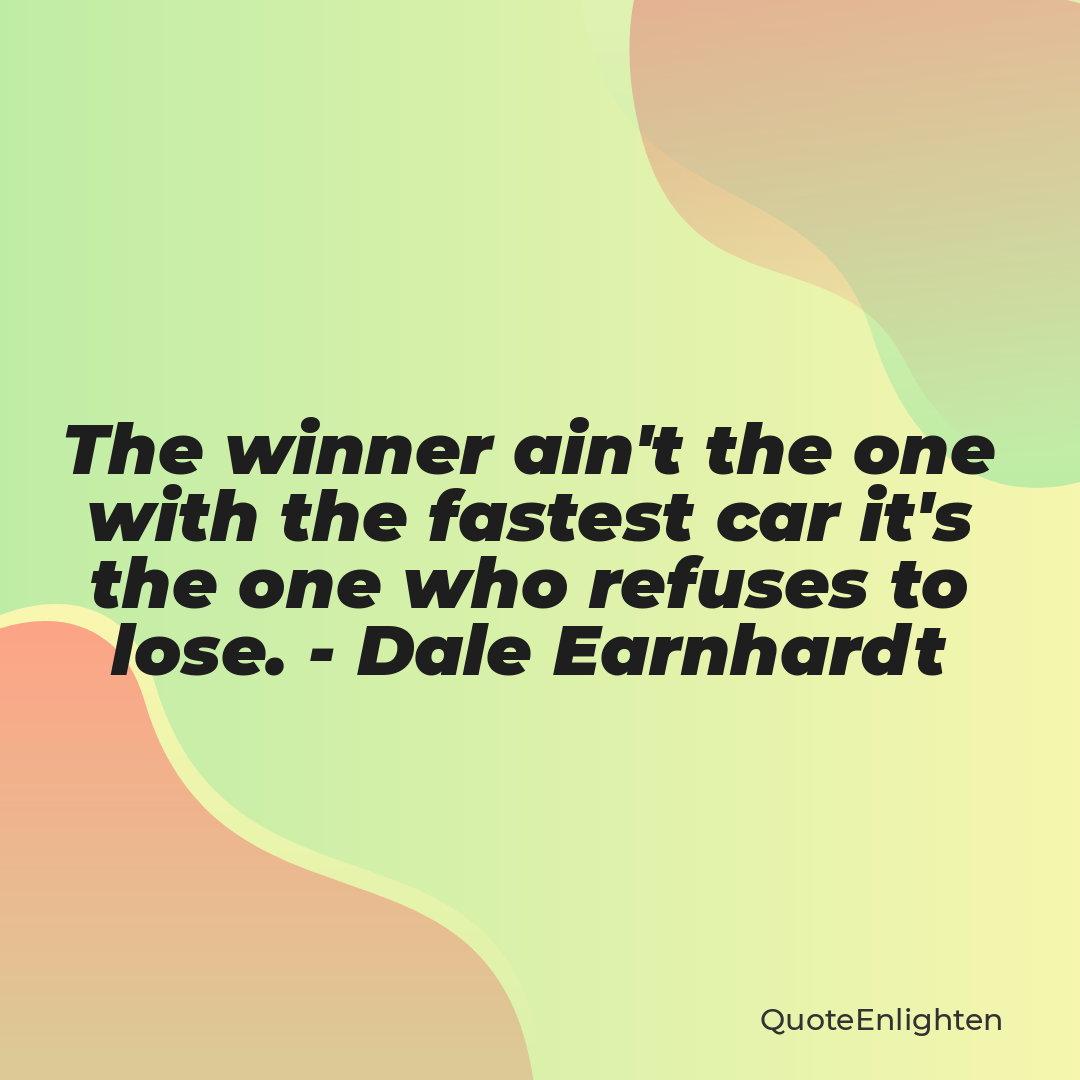 The winner ain't the one
with the fastest car it's
the one who refuses to
lose. - Dale Earnhardt
QuoteEnlighten